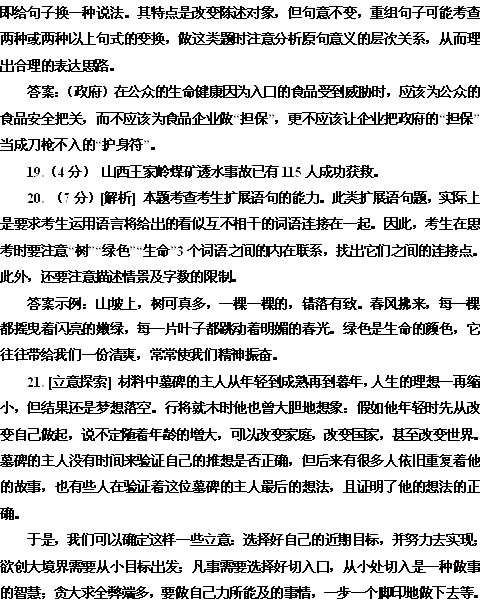 即给句子换一种说法。其特点是改变陈述对象，但句意不变，重组句子可能考查
两种或两种以上句式的变换，做这类题时注意分析原句意义的层次关系，从而理
出合理的表达思路。
答案：（政府）在公众的生命健康因为入口的食品受到威胁时，应该为公众的
食品安全把关，而不应该为食品企业做“担保”，更不应该让企业把政府的“担保”
当成刀枪不入的“护身符”。
19.（4 分） 山西王家岭煤矿透水事故已有 115 人成功获救。
20. （7 分）[解析] 本题考查考生扩展语句的能力。此类扩展语句题，实际上
是要求考生运用语言将给出的看似互不相干的词语连接在一起。因此，考生在思
考时要注意“树”“绿色”“生命”3 个词语之间的内在联系，找出它们之间的连接点。
此外，还要注意描述情景及字数的限制。
答案示例：山坡上，树可真多，一棵一棵的，错落有致。春风拂来，每一棵
都摇曳着闪亮的嫩绿，每一片叶子都跳动着明媚的春光。绿色是生命的颜色，它
往往带给我们一份清爽，常常使我们精神振奋。
21. [立意探索] 材料中墓碑的主人从年轻到成熟再到暮年，人生的理想一再缩
小，但结果还是梦想落空。行将就木时他也曾大胆地想象：假如他年轻时先从改
变自己做起，说不定随着年龄的增大，可以改变家庭，改变国家，甚至改变世界。
墓碑的主人没有时间来验证自己的推想是否正确，但后来有很多人依旧重复着他
的故事，也有些人在验证着这位墓碑的主人最后的想法，且证明了他的想法的正
确。
于是，我们可以确定这样一些立意：选择好自己的近期目标，并努力去实现；
欲创大境界需要从小目标出发；凡事需要选择好切入口，从小处切入是一种做事
的智慧；贪大求全弊端多，要做自己力所能及的事情，一步一个脚印地做下去等。